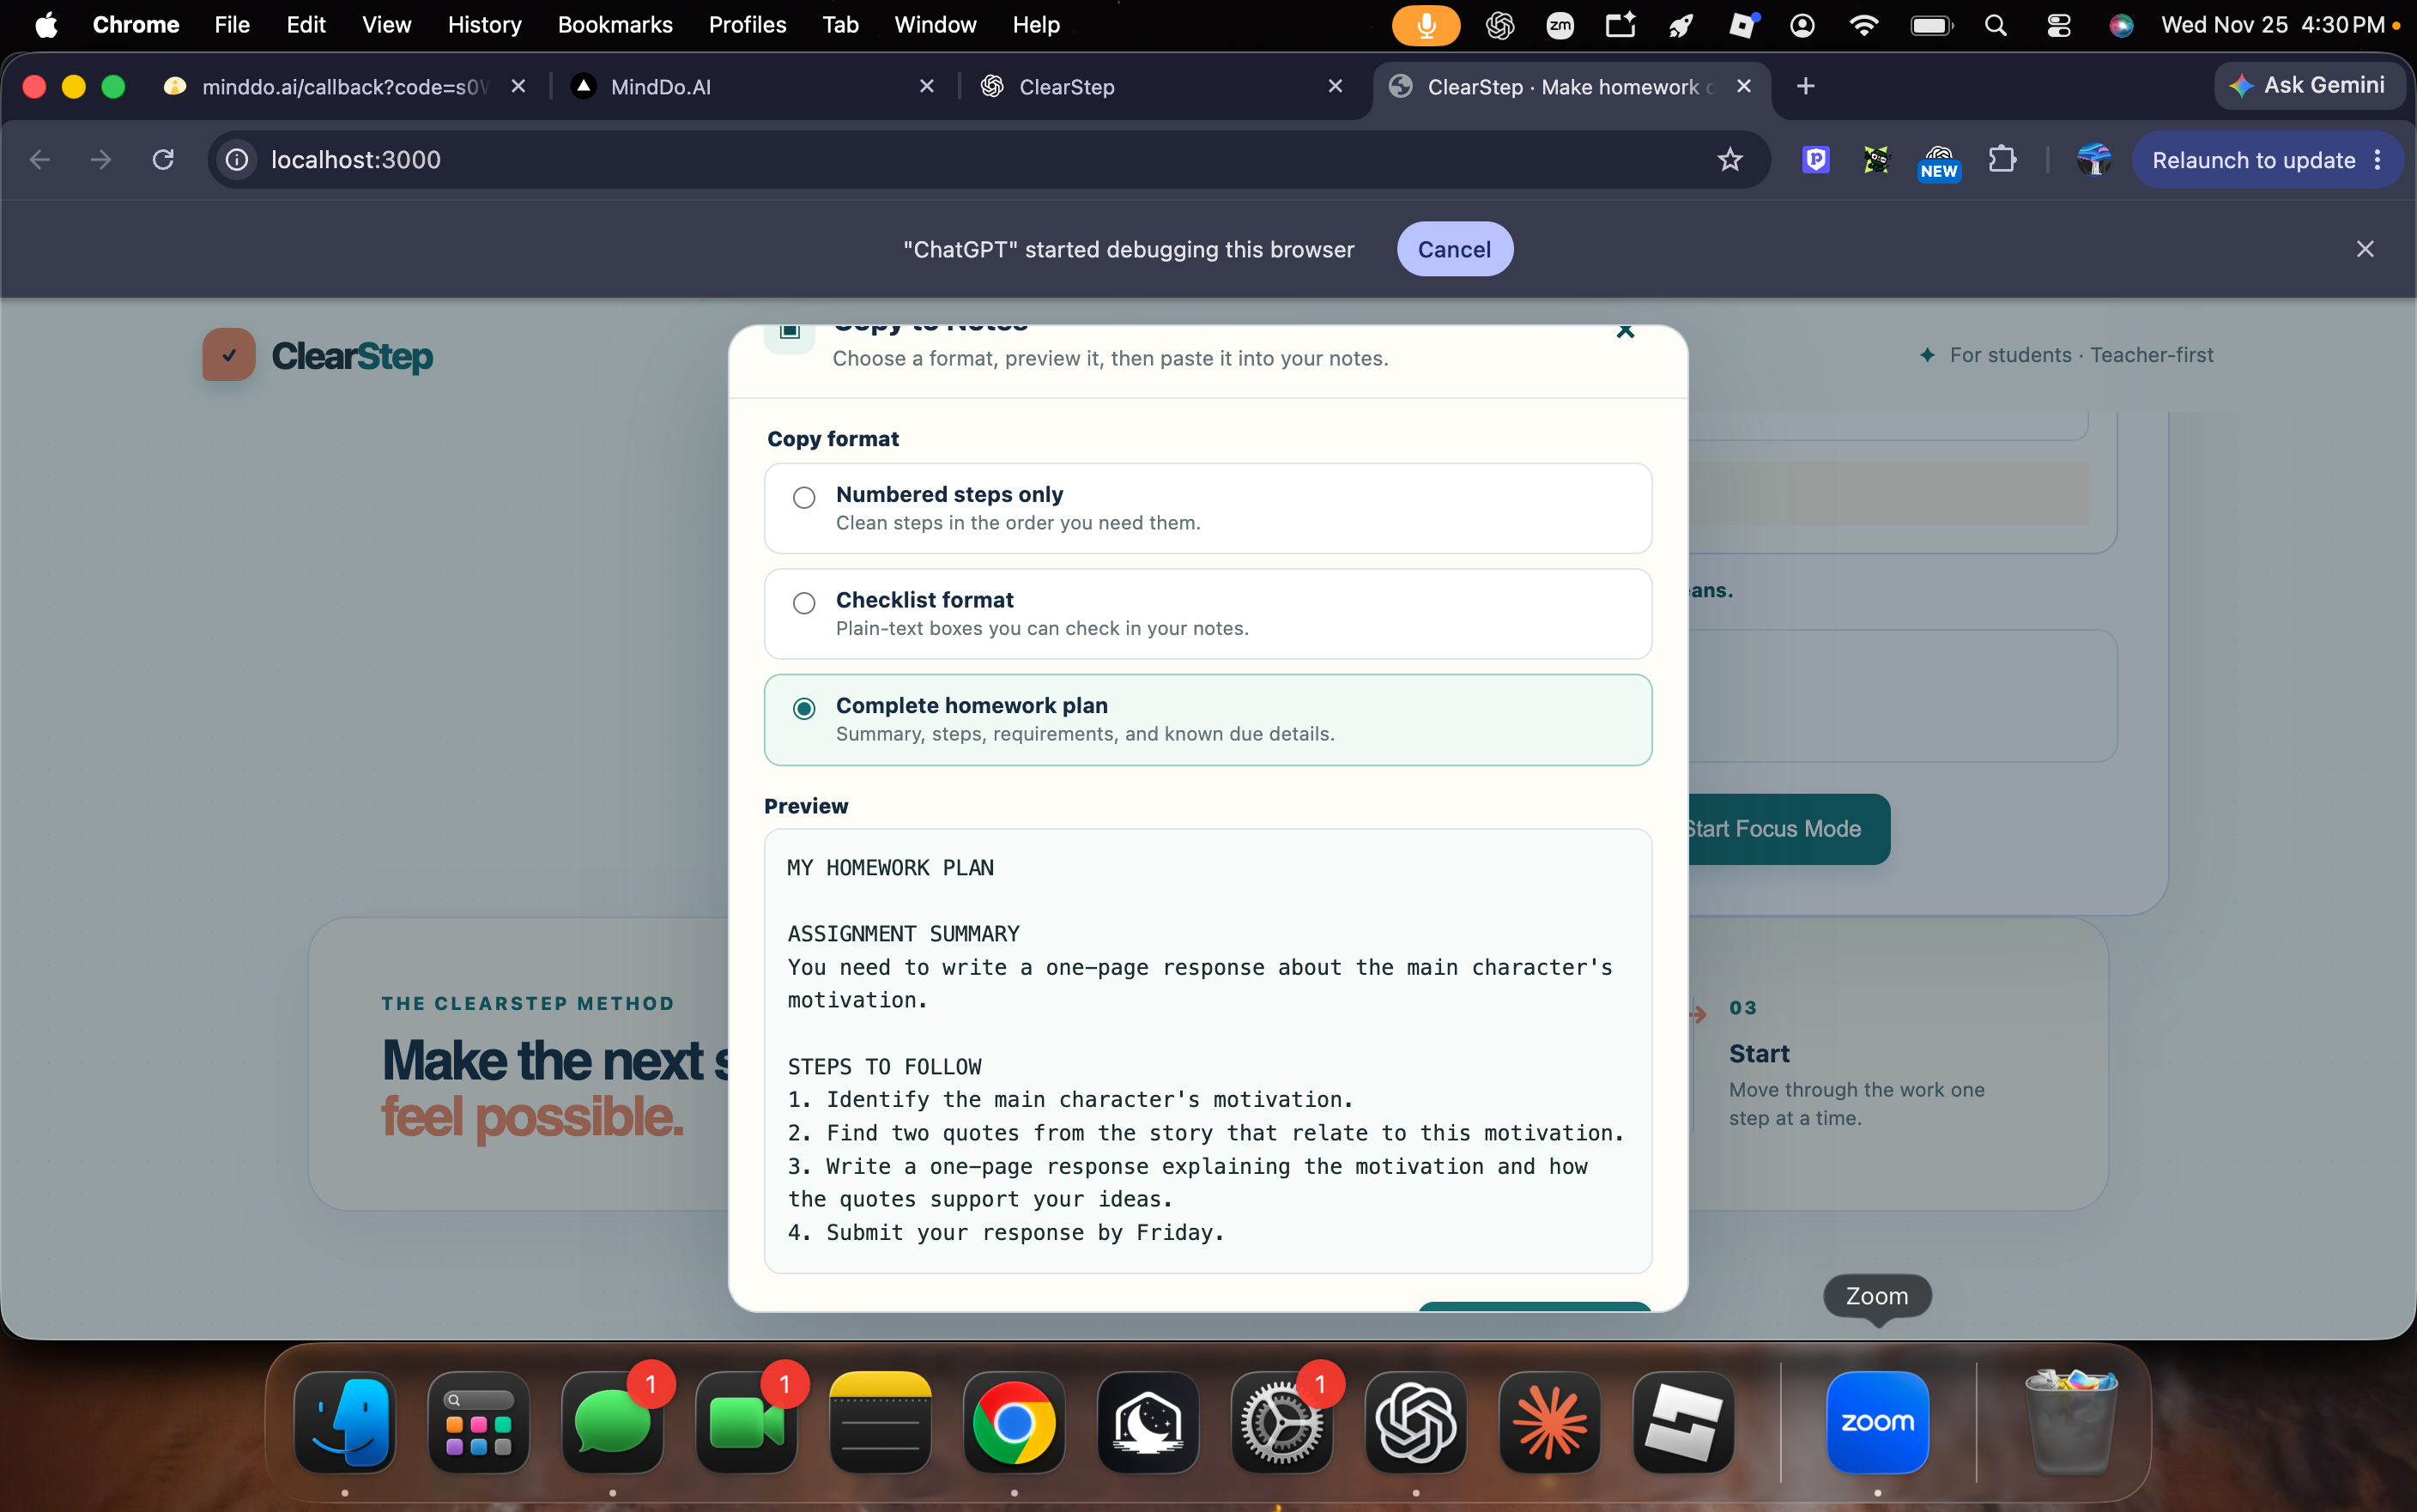 Chrome File Edit View History Bookmarks Profiles Tab Window Help zm Wed Nov 25 4:30 PM
minddo.ai/callback?code=s0 MindDo.AI ClearStep ClearStep · Make homework Ask Gemini
localhost:3000 NEW Relaunch to update
"ChatGPT" started debugging this browser Cancel
ClearStep
For students · Teacher-first
Copy to Notes
Choose a format, preview it, then paste it into your notes.
Copy format
Numbered steps only
Clean steps in the order you need them.
Checklist format
Plain-text boxes you can check in your notes.
Complete homework plan
Summary, steps, requirements, and known due details.
Preview
MY HOMEWORK PLAN
ASSIGNMENT SUMMARY
You need to write a one-page response about the main character's
motivation.
STEPS TO FOLLOW
1. Identify the main character's motivation.
2. Find two quotes from the story that relate to this motivation.
3. Write a one-page response explaining the motivation and how
the quotes support your ideas.
4. Submit your response by Friday.
ans.
Start Focus Mode
THE CLEARSTEP METHOD
Make the next s
feel possible.
03
Start
Move through the work one
step at a time.
Zoom
1 1 1
zoom